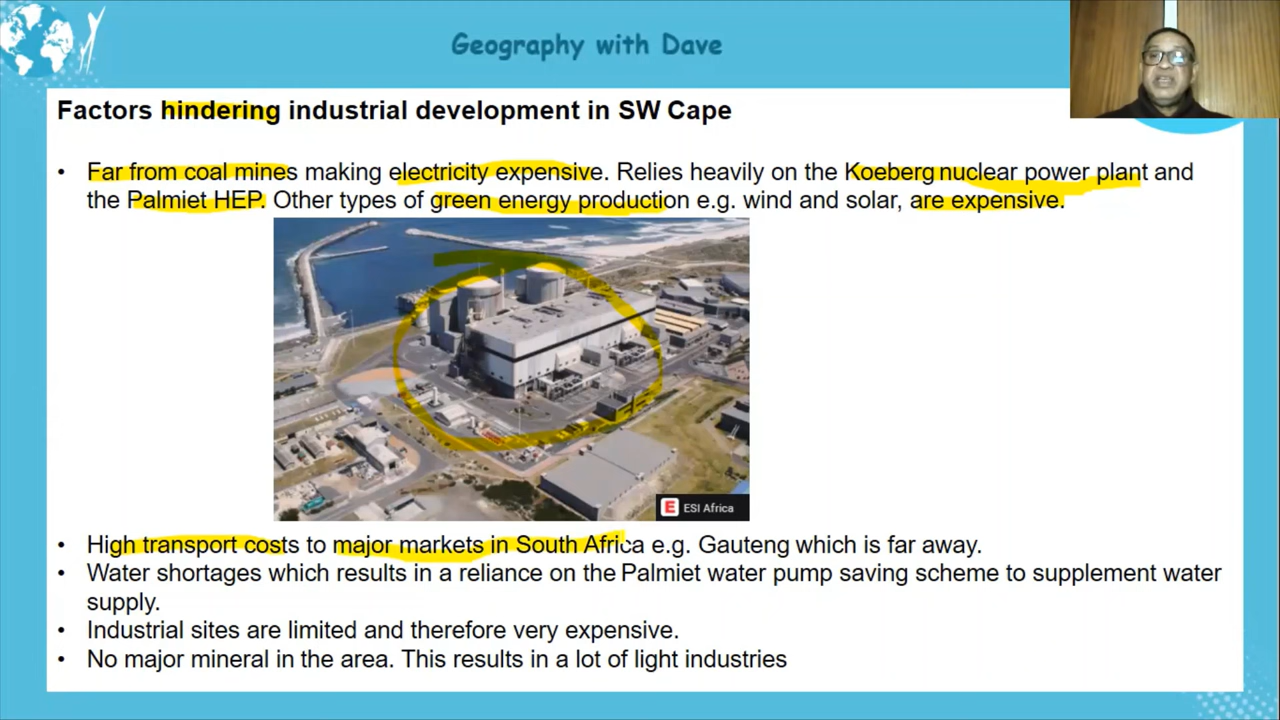 Geography with Dave
Factors hindering industrial development in SW Cape
• Far from coal mines making electricity expensive. Relies heavily on the Koeberg nuclear power plant and
the Palmiet HEP. Other types of green energy production e.g. wind and solar, are expensive.
E ESI Africa
• High transport costs to major markets in South Africa e.g. Gauteng which is far away.
• Water shortages which results in a reliance on the Palmiet water pump saving scheme to supplement water
supply.
• Industrial sites are limited and therefore very expensive.
• No major mineral in the area. This results in a lot of light industries